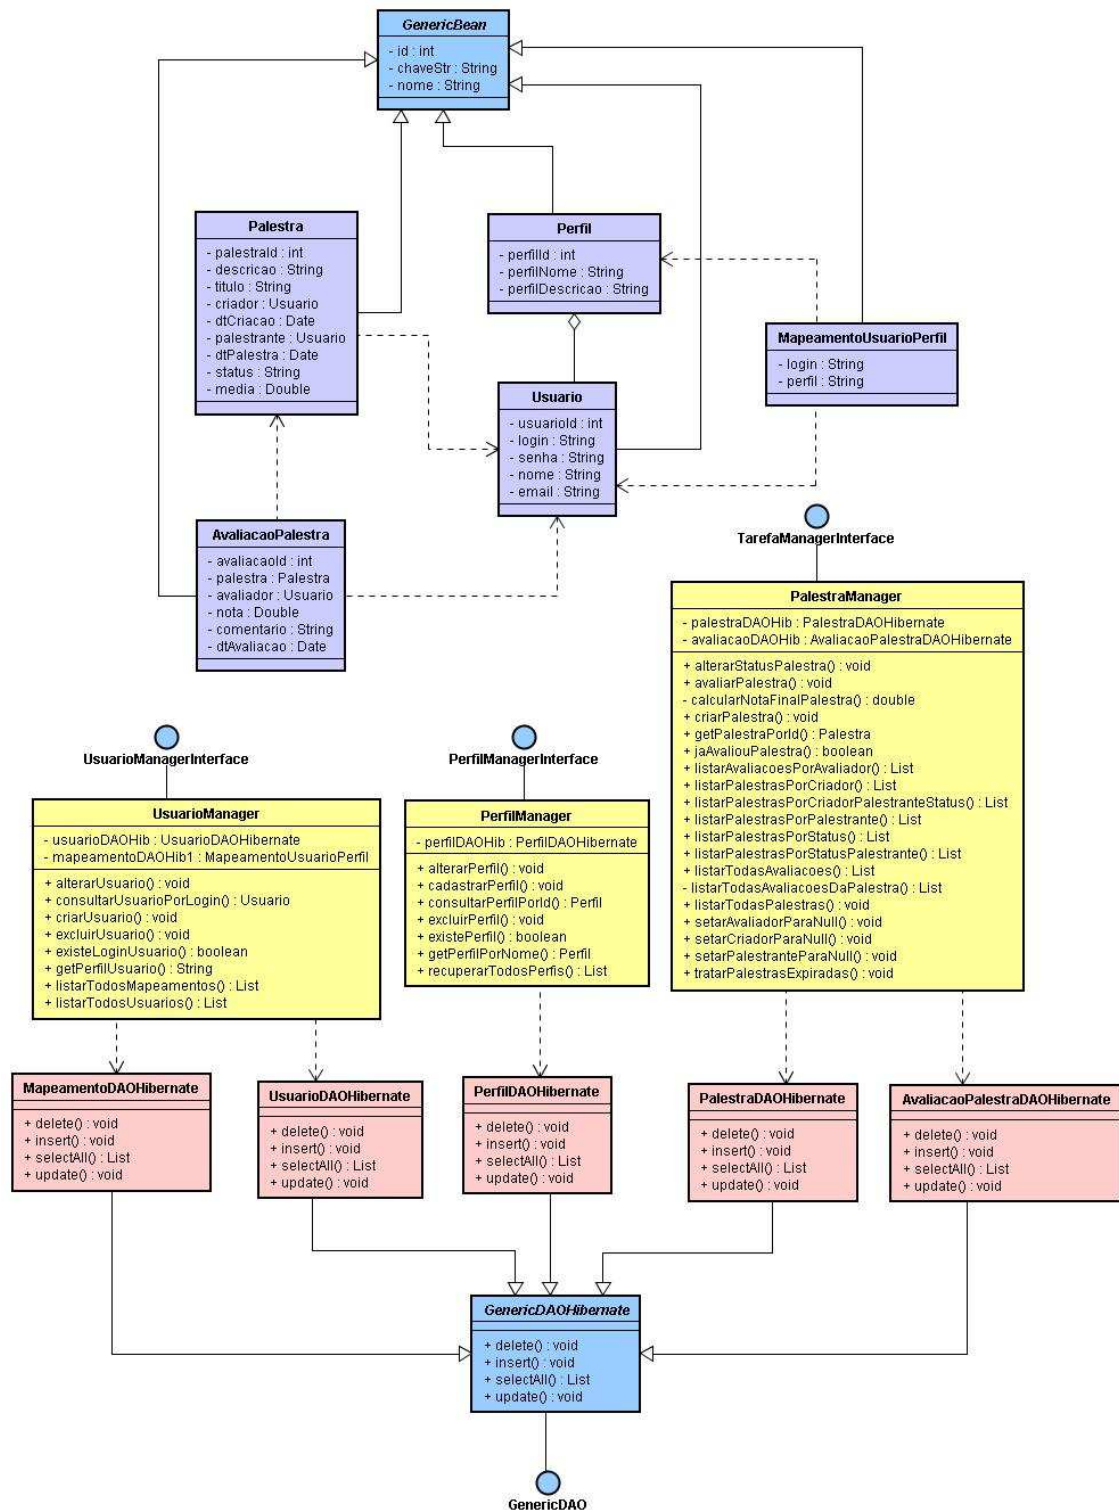 GenericBean
- id : int
- chaveStr : String
- nome : String
Palestra
- palestraId : int
- descricao : String
- titulo : String
- criador : Usuario
- dtCriacao : Date
- palestrante : Usuario
- dtPalestra : Date
- status : String
- media : Double
Perfil
- perfilId : int
- perfilNome : String
- perfilDescricao : String
MapeamentoUsuarioPerfil
- login : String
- perfil : String
Usuario
- usuarioId : int
- login : String
- senha : String
- nome : String
- email : String
AvaliacaoPalestra
- avaliacaoId : int
- palestra : Palestra
- avaliador : Usuario
- nota : Double
- comentario : String
- dtAvaliacao : Date
TarefaManagerInterface
PalestraManager
- palestraDAOHib : PalestraDAOHibernate
- avaliacaoDAOHib : AvaliacaoPalestraDAOHibernate
+ alterarStatusPalestra() : void
+ avaliarPalestra() : void
- calcularNotaFinalPalestra() : double
+ criarPalestra() : void
+ getPalestraPorId() : Palestra
+ jaAvaliouPalestra() : boolean
+ listarAvaliacoesPorAvaliador() : List
+ listarPalestrasPorCriador() : List
+ listarPalestrasPorCriadorPalestranteStatus() : List
+ listarPalestrasPorPalestrante() : List
+ listarPalestrasPorStatus() : List
+ listarPalestrasPorStatusPalestrante() : List
+ listarTodasAvaliacoes() : List
- listarTodasAvaliacoesDaPalestra() : List
+ listarTodasPalestras() : void
+ setarAvaliadorParaNull() : void
+ setarCriadorParaNull() : void
+ setarPalestranteParaNull() : void
+ tratarPalestrasExpiradas() : void
UsuarioManagerInterface
UsuarioManager
- usuarioDAOHib : UsuarioDAOHibernate
- mapeamentoDAOHib1 : MapeamentoUsuarioPerfil
+ alterarUsuario() : void
+ consultarUsuarioPorLogin() : Usuario
+ criarUsuario() : void
+ excluirUsuario() : void
+ existeLoginUsuario() : boolean
+ getPerfilUsuario() : String
+ listarTodosMapeamentos() : List
+ listarTodosUsuarios() : List
PerfilManagerInterface
PerfilManager
- perfilDAOHib : PerfilDAOHibernate
+ alterarPerfil() : void
+ cadastrarPerfil() : void
+ consultarPerfilPorId() : Perfil
+ excluirPerfil() : void
+ existePerfil() : boolean
+ getPerfilPorNome() : Perfil
+ recuperarTodosPerfis() : List
MapeamentoDAOHibernate
+ delete() : void
+ insert() : void
+ selectAll() : List
+ update() : void
UsuarioDAOHibernate
+ delete() : void
+ insert() : void
+ selectAll() : List
+ update() : void
PerfilDAOHibernate
+ delete() : void
+ insert() : void
+ selectAll() : List
+ update() : void
PalestraDAOHibernate
+ delete() : void
+ insert() : void
+ selectAll() : List
+ update() : void
AvaliacaoPalestraDAOHibernate
+ delete() : void
+ insert() : void
+ selectAll() : List
+ update() : void
GenericDAOHibernate
+ delete() : void
+ insert() : void
+ selectAll() : List
+ update() : void
GenericDAO